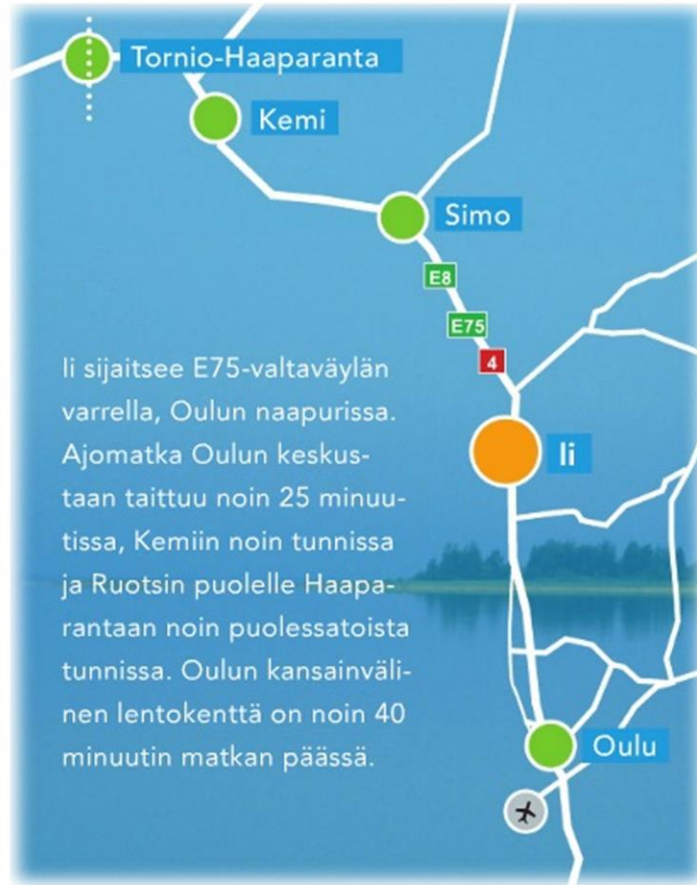 Tornio-Haaparanta
Kemi
Simo
E8
E75
4
Ii sijaitsee E75-valtaväylän
varrella, Oulun naapurissa.
Ajomatka Oulun keskus-
taan taittuu noin 25 minuu-
tissa, Kemiin noin tunnissa
ja Ruotsin puolelle Haapa-
rantaan noin puolessatoista
tunnissa. Oulun kansainväli-
nen lentokenttä on noin 40
minuutin matkan päässä.
Ii
Oulu